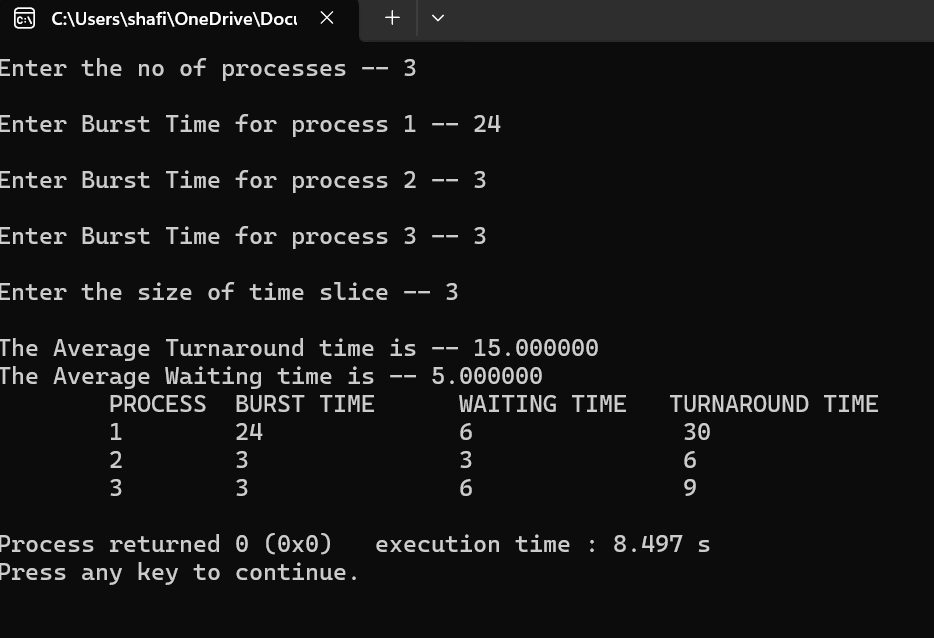 C:\Users\shafi\OneDrive\Docu
Enter the no of processes -- 3
Enter Burst Time for process 1 -- 24
Enter Burst Time for process 2 -- 3
Enter Burst Time for process 3 -- 3
Enter the size of time slice -- 3
The Average Turnaround time is -- 15.000000
The Average Waiting time is -- 5.000000
PROCESS BURST TIME WAITING TIME TURNAROUND TIME
1 24 6 30
2 3 3 6
3 3 6 9
Process returned 0 (0x0) execution time : 8.497 s
Press any key to continue.